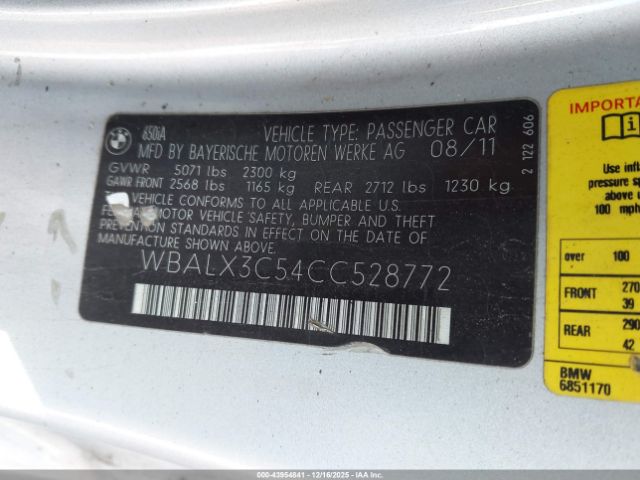 BMW
650iA
VEHICLE TYPE: PASSENGER CAR
MFD BY BAYERISCHE MOTOREN WERKE AG 08/11
GVWR 5071 lbs 2300 kg
GAWR FRONT 2568 lbs 1165 kg REAR 2712 lbs 1230 kg
VEHICLE CONFORMS TO ALL APPLICABLE U.S.
MOTOR VEHICLE SAFETY, BUMPER AND THEFT
PREVENTION STANDARDS IN EFFECT ON THE DATE OF
MANUFACTURE SHOWN ABOVE.
WBALX3C54CC528772
2 122 606
IMPORTA
i
Use infl
pressure sp
above
100 mph
over 100
FRONT 270
39
REAR 290
42
BMW
6851170
000-43954841 - 12/16/2025 - IAAI.COM